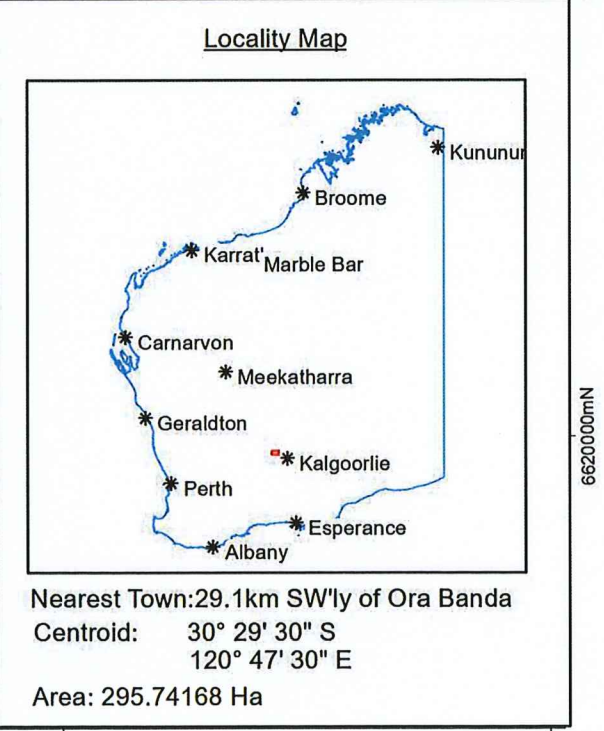 Locality Map
Kununur
Broome
Karrat'
Marble Bar
Carnarvon
Meekatharra
Geraldton
Kalgoorlie
Perth
Esperance
Albany
6620000mN
Nearest Town:29.1km SW'ly of Ora Banda
Centroid: 30° 29' 30" S
120° 47' 30" E
Area: 295.74168 Ha